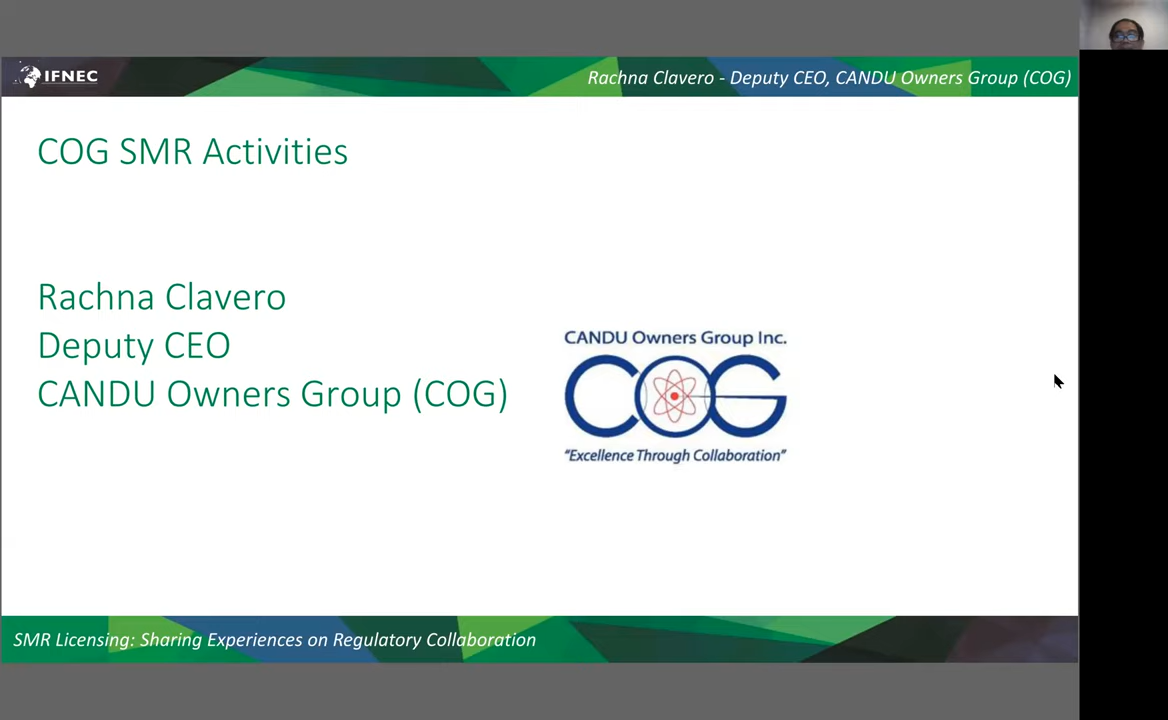 IFNEC
Rachna Clavero - Deputy CEO, CANDU Owners Group (COG)
COG SMR Activities
Rachna Clavero
Deputy CEO
CANDU Owners Group (COG)
CANDU Owners Group Inc.
COG
“Excellence Through Collaboration”
SMR Licensing: Sharing Experiences on Regulatory Collaboration